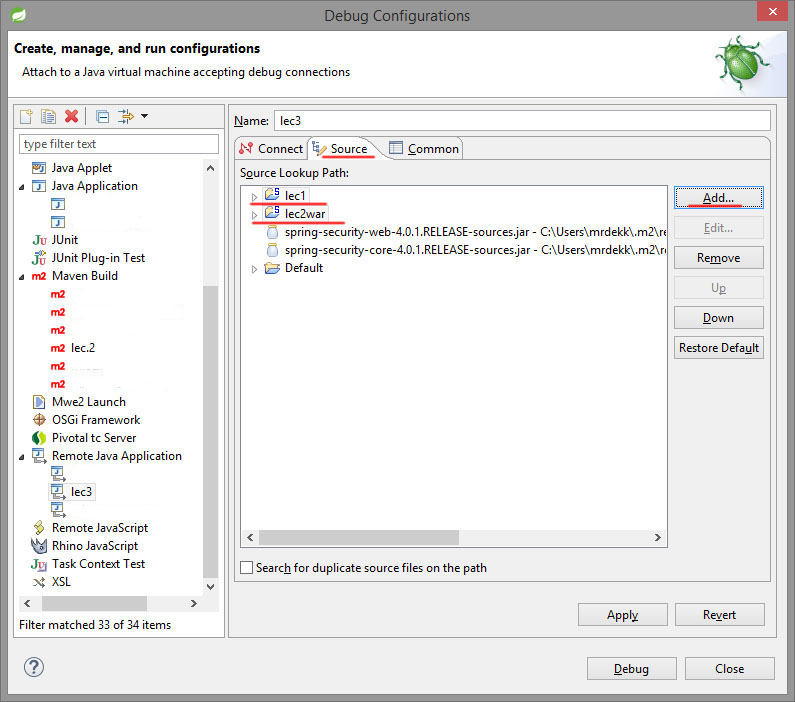 Debug Configurations
Create, manage, and run configurations
Attach to a Java virtual machine accepting debug connections
type filter text
Java Applet
Java Application
JUnit
JUnit Plug-in Test
Maven Build
lec.2
Mwe2 Launch
OSGi Framework
Pivotal tc Server
Remote Java Application
lec3
Remote JavaScript
Rhino JavaScript
Task Context Test
XSL
Filter matched 33 of 34 items
Name: lec3
Connect Source Common
Source Lookup Path:
lec1
lec2war
spring-security-web-4.0.1.RELEASE-sources.jar - C:\Users\mrdekk\.m2\re
spring-security-core-4.0.1.RELEASE-sources.jar - C:\Users\mrdekk\.m2\re
Default
Add...
Edit...
Remove
Up
Down
Restore Default
Search for duplicate source files on the path
Apply Revert
Debug Close